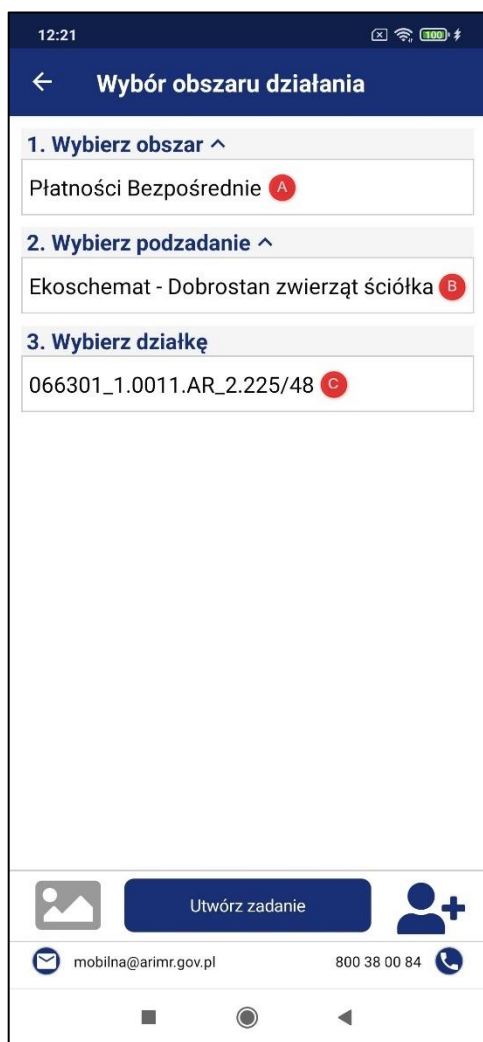 12:21
100
Wybór obszaru działania
1. Wybierz obszar
Płatności Bezpośrednie A
2. Wybierz podzadanie
Ekoschemat - Dobrostan zwierząt ściółka B
3. Wybierz działkę
066301_1.0011.AR_2.225/48 C
Utwórz zadanie
mobilna@arimr.gov.pl 800 38 00 84